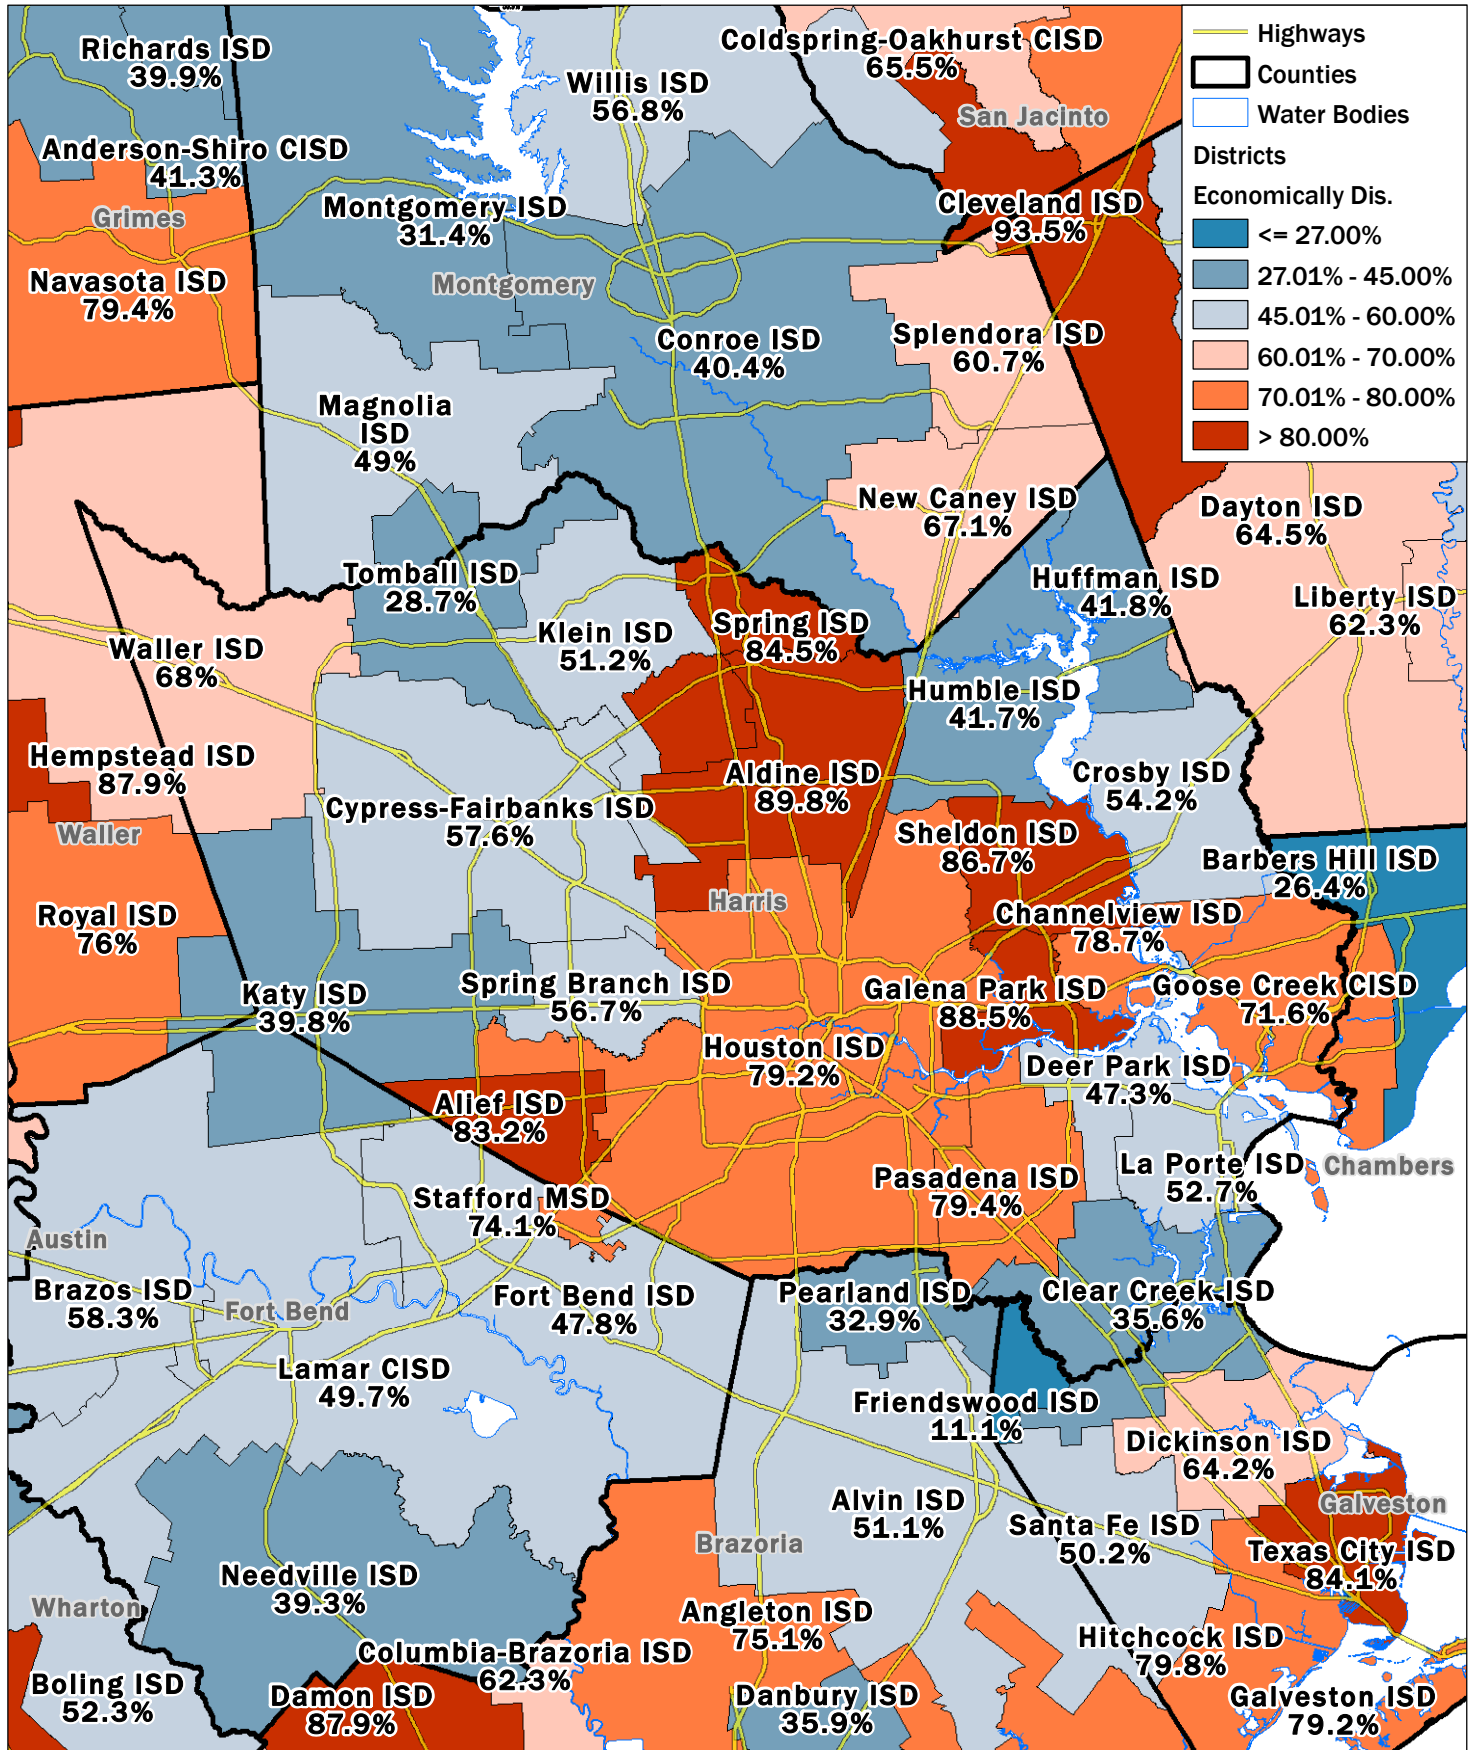 Richards ISD
39.9%
Willis ISD
56.8%
Coldspring-Oakhurst CISD
65.5%
San Jacinto
Highways
Counties
Water Bodies
Districts
Economically Dis.
<= 27.00%
27.01% - 45.00%
45.01% - 60.00%
60.01% - 70.00%
70.01% - 80.00%
> 80.00%
Anderson-Shiro CISD
41.3%
Grimes
Montgomery ISD
31.4%
Cleveland ISD
93.5%
Navasota ISD
79.4%
Montgomery
Conroe ISD
40.4%
Splendora ISD
60.7%
Magnolia
ISD
49%
New Caney ISD
67.1%
Dayton ISD
64.5%
Tomball ISD
28.7%
Huffman ISD
41.8%
Liberty ISD
62.3%
Waller ISD
68%
Klein ISD
51.2%
Spring ISD
84.5%
Humble ISD
41.7%
Hempstead ISD
87.9%
Aldine ISD
89.8%
Crosby ISD
54.2%
Cypress-Fairbanks ISD
57.6%
Waller
Sheldon ISD
86.7%
Barbers Hill ISD
26.4%
Harris
Royal ISD
76%
Channelview ISD
78.7%
Katy ISD
39.8%
Spring Branch ISD
56.7%
Galena Park ISD
88.5%
Goose Creek CISD
71.6%
Houston ISD
79.2%
Deer Park ISD
47.3%
Alief ISD
83.2%
La Porte ISD
52.7%
Chambers
Pasadena ISD
79.4%
Stafford MSD
74.1%
Austin
Brazos ISD
58.3%
Fort Bend
Fort Bend ISD
47.8%
Pearland ISD
32.9%
Clear Creek ISD
35.6%
Lamar CISD
49.7%
Friendswood ISD
11.1%
Dickinson ISD
64.2%
Alvin ISD
51.1%
Galveston
Santa Fe ISD
50.2%
Brazoria
Texas City ISD
84.1%
Needville ISD
39.3%
Wharton
Angleton ISD
75.1%
Hitchcock ISD
79.8%
Columbia-Brazoria ISD
62.3%
Boling ISD
52.3%
Damon ISD
87.9%
Danbury ISD
35.9%
Galveston ISD
79.2%